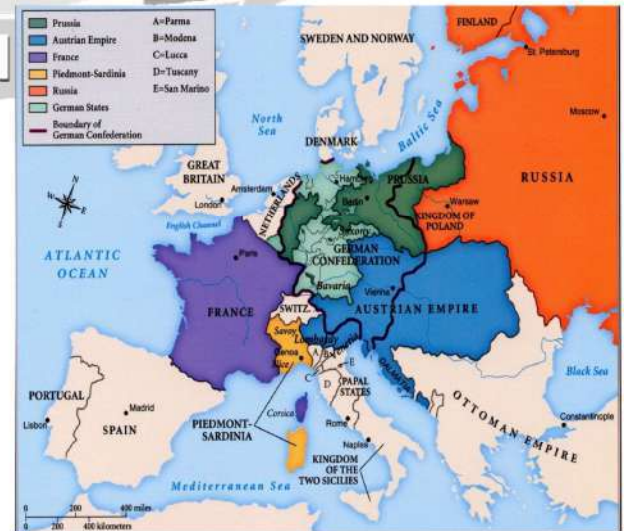 Prussia
Austrian Empire
France
Piedmont-Sardinia
Russia
German States
Boundary of
German Confederation
A=Parma
B=Modena
C=Lucca
D=Tuscany
E=San Marino
FINLAND
SWEDEN AND NORWAY
St. Petersburg
Moscow
North
Sea
Baltic Sea
DENMARK
GREAT
BRITAIN
Amsterdam
NETHERLANDS
Hamburg
PRUSSIA
RUSSIA
Berlin
London
Warsaw
KINGDOM OF
POLAND
N
W
E
S
English Channel
Saxony
GERMAN
CONFEDERATION
ATLANTIC
OCEAN
Paris
Bavaria
Vienna
FRANCE
SWITZ.
AUSTRIAN EMPIRE
Savoy
Lombardy
Venetia
Genoa
Nice
A
B
C
D
E
DALMATIA
PAPAL
STATES
Black Sea
PORTUGAL
Madrid
Lisbon
SPAIN
Corsica
PIEDMONT-
SARDINIA
Rome
Naples
OTTOMAN EMPIRE
Constantinople
KINGDOM
OF THE
TWO SICILIES
Mediterranean Sea
0 200 400 miles
0 200 400 kilometers